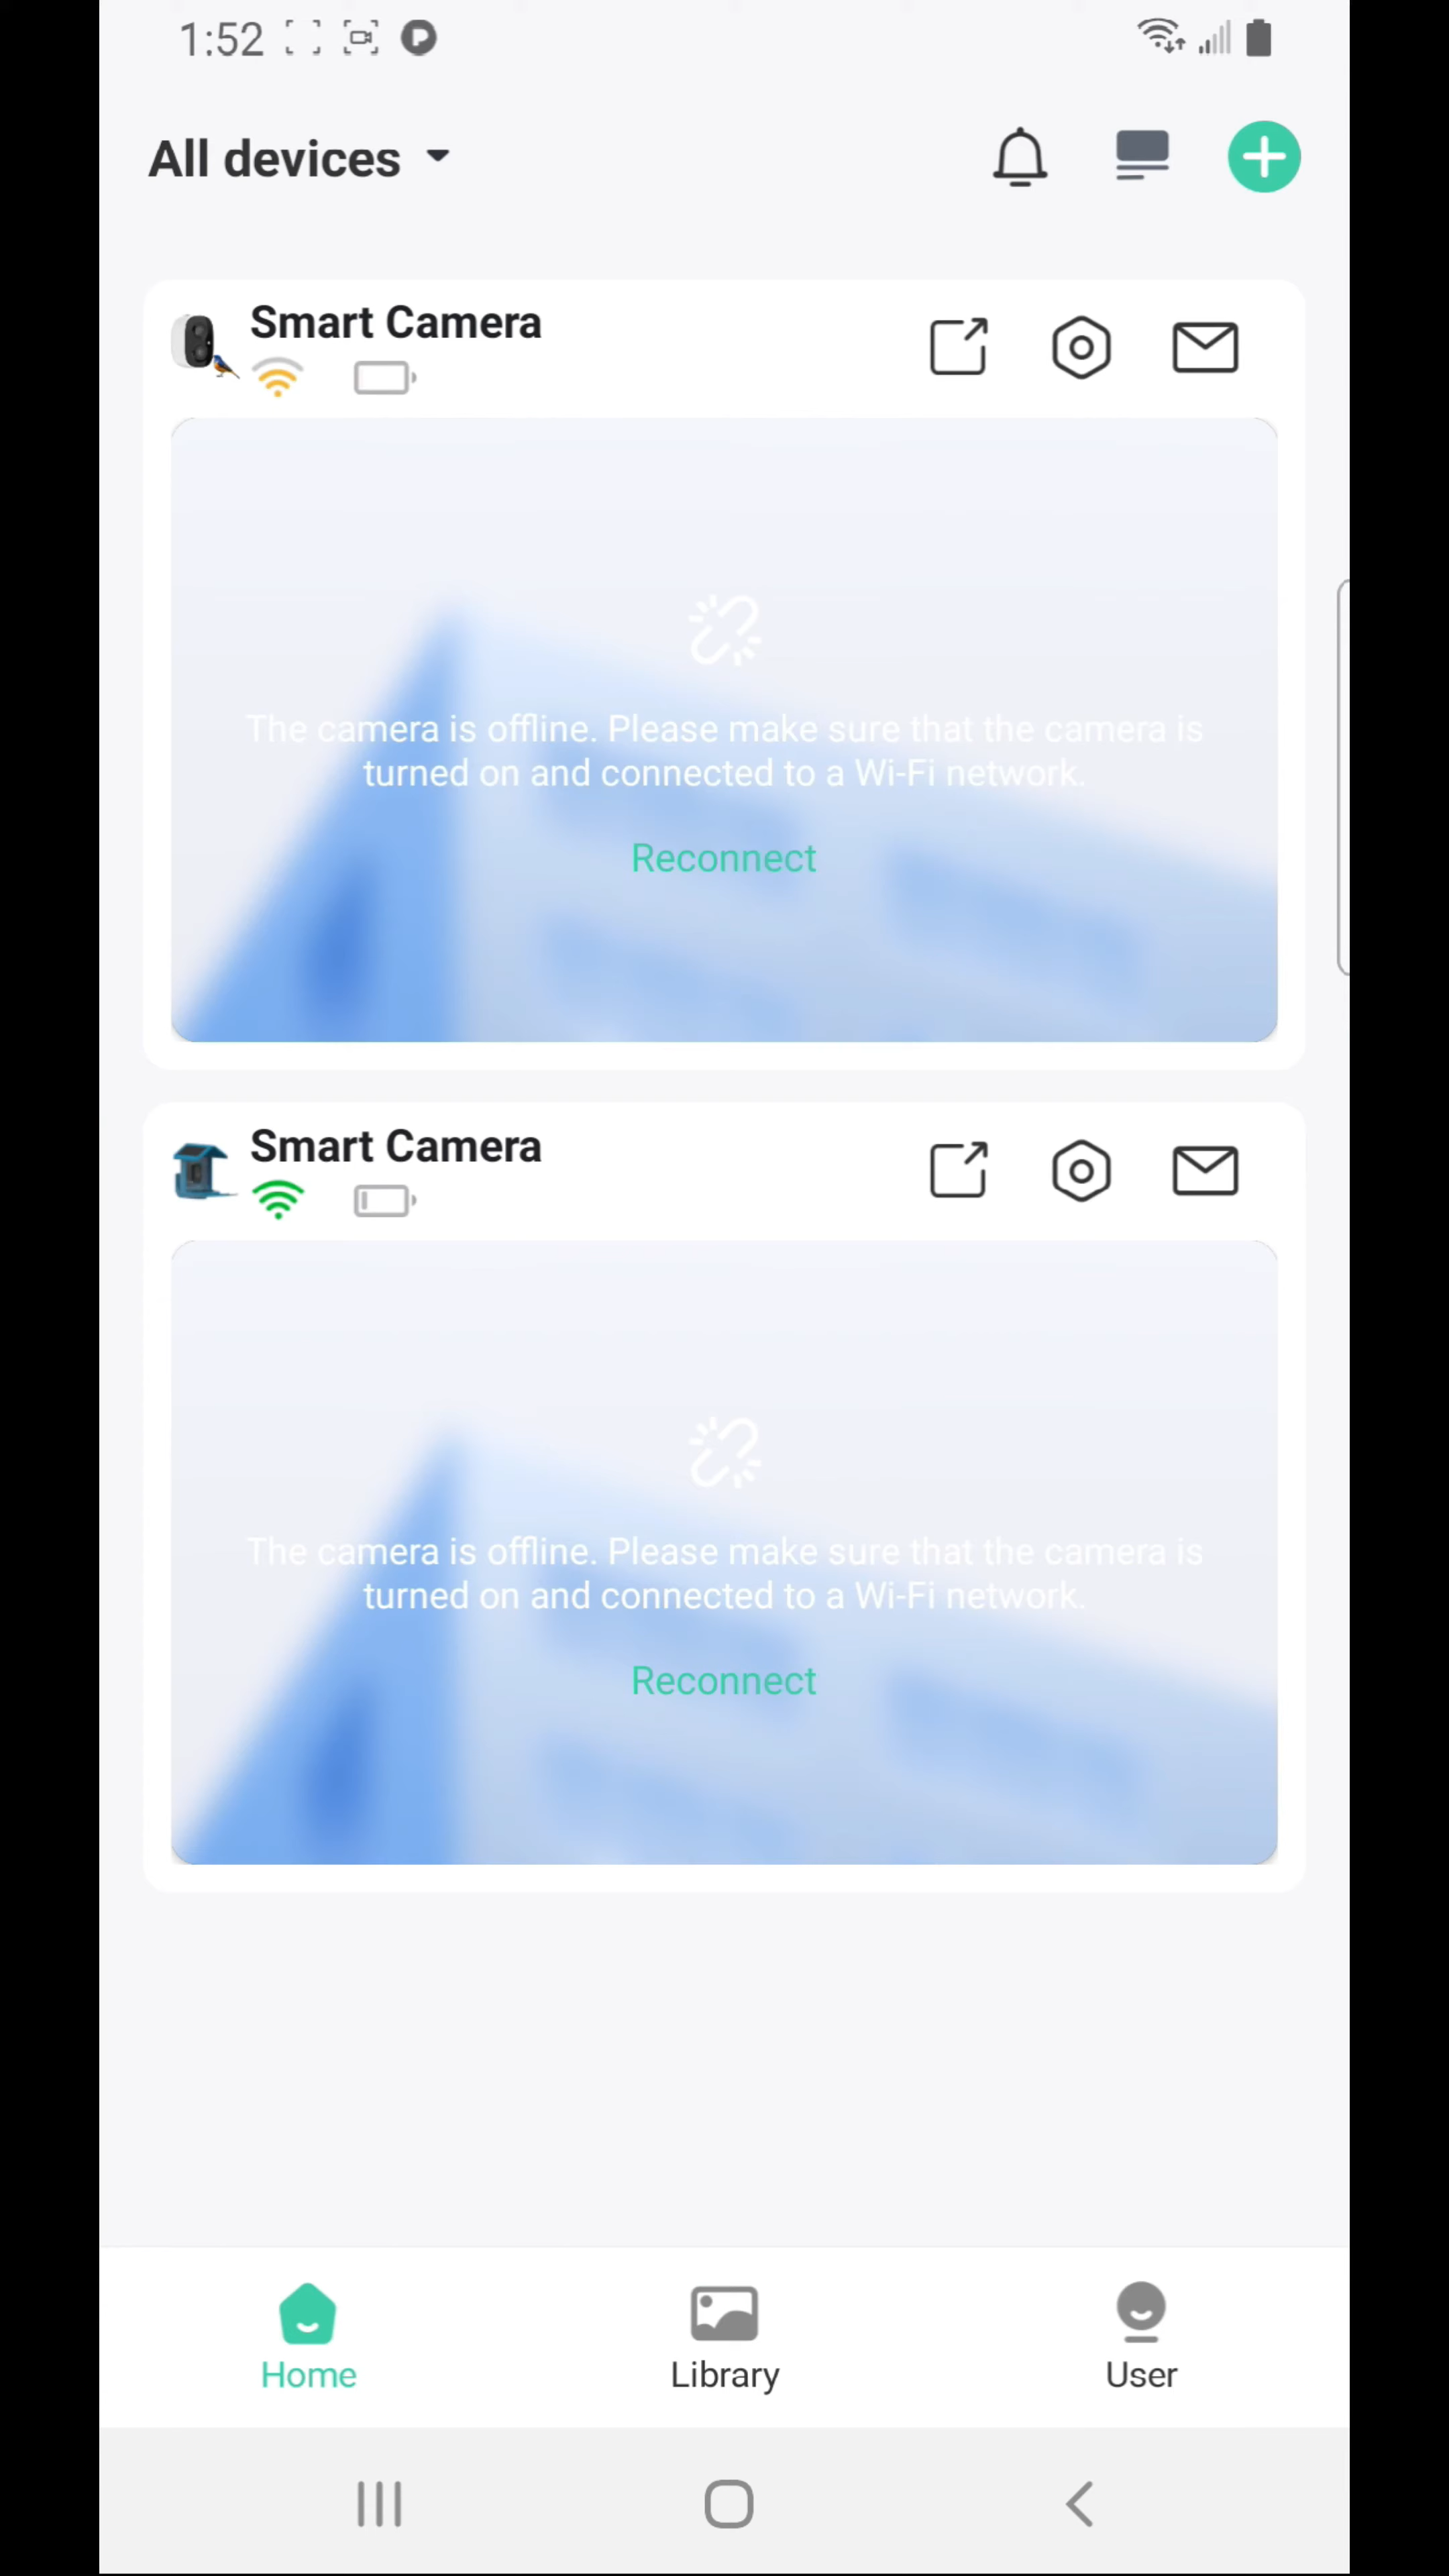 1:52
All devices
Smart Camera
The camera is offline. Please make sure that the camera is
turned on and connected to a Wi-Fi network.
Reconnect
Smart Camera
The camera is offline. Please make sure that the camera is
turned on and connected to a Wi-Fi network.
Reconnect
Home
Library
User